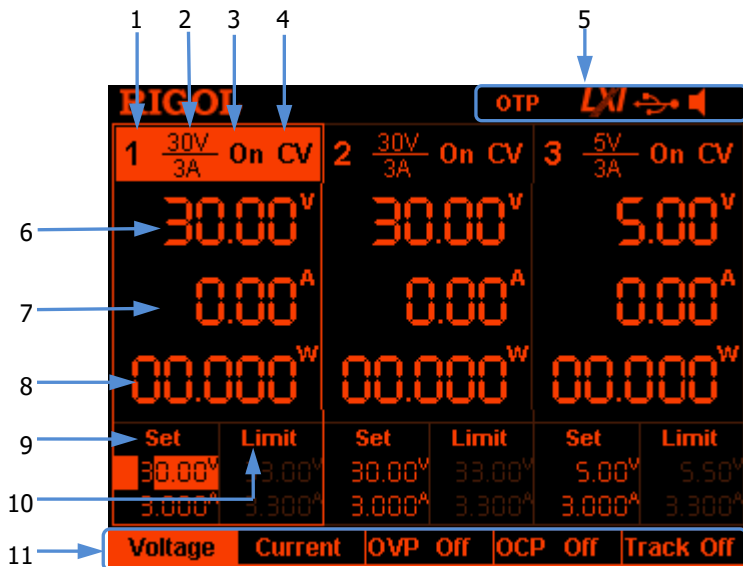 1 2 3 4 5
RIGOL OTP LXI
1 30V/3A On CV 2 30V/3A On CV 3 5V/3A On CV
6 30.00V 30.00V 5.00V
7 0.00A 0.00A 0.00A
8 00.000W 00.000W 00.000W
9 Set Limit Set Limit Set Limit
30.00V 33.00V 30.00V 33.00V 5.00V 5.50V
10 3.000A 3.300A 3.000A 3.300A 3.000A 3.300A
11 Voltage Current OVP Off OCP Off Track Off